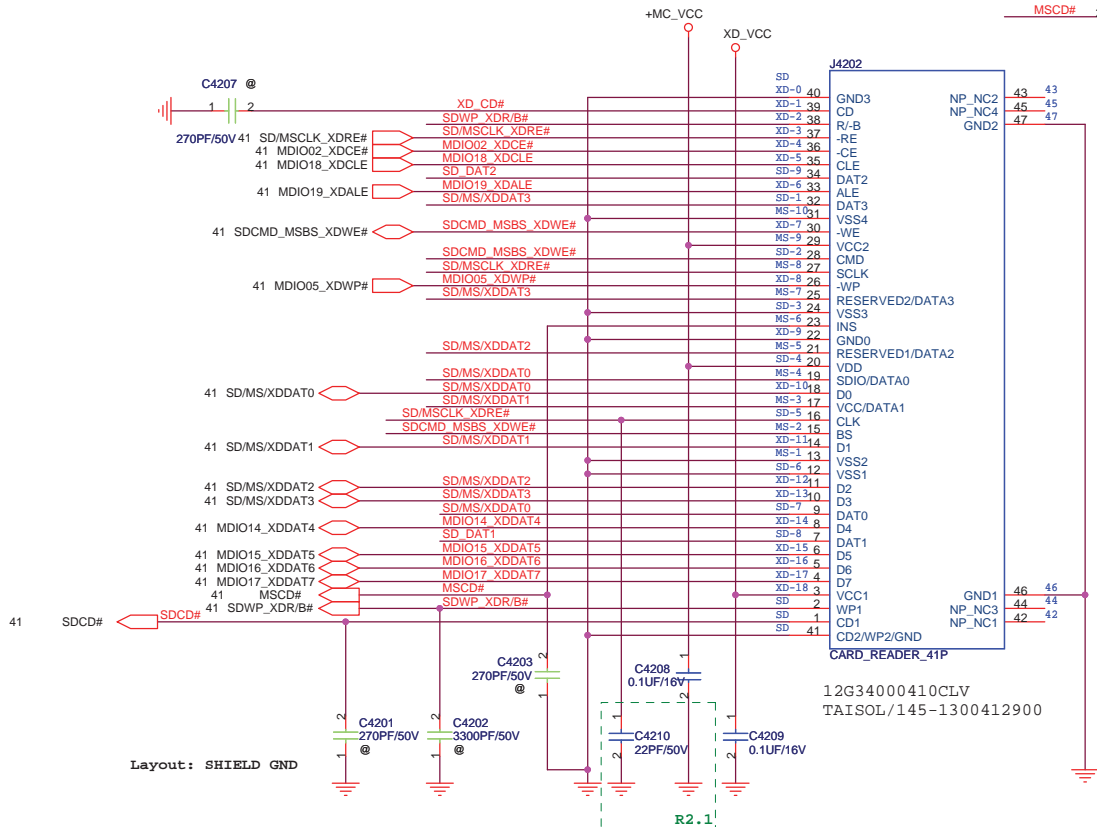 +MC_VCC
MSCD#
XD_VCC
J4202
C4207 @
1 2
270PF/50V
XD_CD#
SDWP_XDR/B#
41 SD/MSCLK_XDRE# SD/MSCLK_XDRE#
41 MDIO02_XDCE# MDIO02_XDCE#
41 MDIO18_XDCLE MDIO18_XDCLE
SD_DAT2
41 MDIO19_XDALE MDIO19_XDALE
SD/MS/XDDAT3
41 SDCMD_MSBS_XDWE# SDCMD_MSBS_XDWE#
SDCMD_MSBS_XDWE#
SD/MSCLK_XDRE#
41 MDIO05_XDWP# MDIO05_XDWP#
SD/MS/XDDAT3
SD/MS/XDDAT2
SD/MS/XDDAT0
41 SD/MS/XDDAT0 SD/MS/XDDAT0
SD/MS/XDDAT1
SD/MSCLK_XDRE#
SDCMD_MSBS_XDWE#
41 SD/MS/XDDAT1 SD/MS/XDDAT1
41 SD/MS/XDDAT2 SD/MS/XDDAT2
41 SD/MS/XDDAT3 SD/MS/XDDAT3
SD/MS/XDDAT0
41 MDIO14_XDDAT4 MDIO14_XDDAT4
SD_DAT1
41 MDIO15_XDDAT5 MDIO15_XDDAT5
41 MDIO16_XDDAT6 MDIO16_XDDAT6
41 MDIO17_XDDAT7 MDIO17_XDDAT7
41 MSCD# MSCD#
41 SDWP_XDR/B# SDWP_XDR/B#
41 SDCD# SDCD#
SD
XD-0 40 GND3
XD-1 39 CD
XD-2 38 R/-B
XD-3 37 -RE
XD-4 36 -CE
XD-5 35 CLE
SD-9 34 DAT2
XD-6 33 ALE
SD-1 32 DAT3
MS-10 31 VSS4
XD-7 30 -WE
MS-9 29 VCC2
SD-2 28 CMD
MS-8 27 SCLK
XD-8 26 -WP
MS-7 25 RESERVED2/DATA3
SD-3 24 VSS3
MS-6 23 INS
XD-9 22 GND0
MS-5 21 RESERVED1/DATA2
SD-4 20 VDD
MS-4 19 SDIO/DATA0
XD-10 18 D0
MS-3 17 VCC/DATA1
SD-5 16 CLK
MS-2 15 BS
XD-11 14 D1
MS-1 13 VSS2
SD-6 12 VSS1
XD-12 11 D2
XD-13 10 D3
SD-7 9 DAT0
XD-14 8 D4
SD-8 7 DAT1
XD-15 6 D5
XD-16 5 D6
XD-17 4 D7
XD-18 3 VCC1
SD 2 WP1
SD 1 CD1
SD 41 CD2/WP2/GND
NP_NC2 43 43
NP_NC4 45 45
GND2 47 47
GND1 46 46
NP_NC3 44 44
NP_NC1 42 42
CARD_READER_41P
12G34000410CLV
TAISOL/145-1300412900
2
C4203
270PF/50V
@
1
1
C4208
0.1UF/16V
2
2
C4201
270PF/50V
@
1
2
C4202
3300PF/50V
@
1
1
C4210
22PF/50V
2
1
C4209
0.1UF/16V
2
Layout: SHIELD GND
R2.1